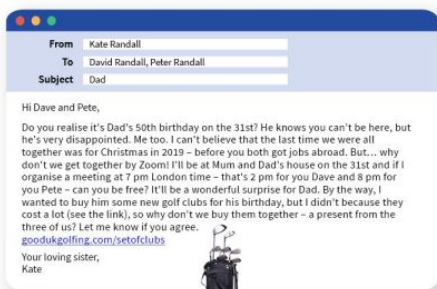 From Kate Randall
To David Randall, Peter Randall
Subject Dad
Hi Dave and Pete,
Do you realise it's Dad's 50th birthday on the 31st? He knows you can't be here, but
he's very disappointed. Me too. I can't believe that the last time we were all
together was for Christmas in 2019 – before you both got jobs abroad. But… why
don't we get together by Zoom! I'll be at Mum and Dad's house on the 31st and if I
organise a meeting at 7 pm London time – that's 2 pm for you Dave and 8 pm for
you Pete – can you be free? It'll be a wonderful surprise for Dad. By the way, I
wanted to buy him some new golf clubs for his birthday, but I didn't because they
cost a lot (see the link), so why don't we buy them together – a present from the
three of us? Let me know if you agree.
goodukgolfing.com/setofclubs
Your loving sister,
Kate